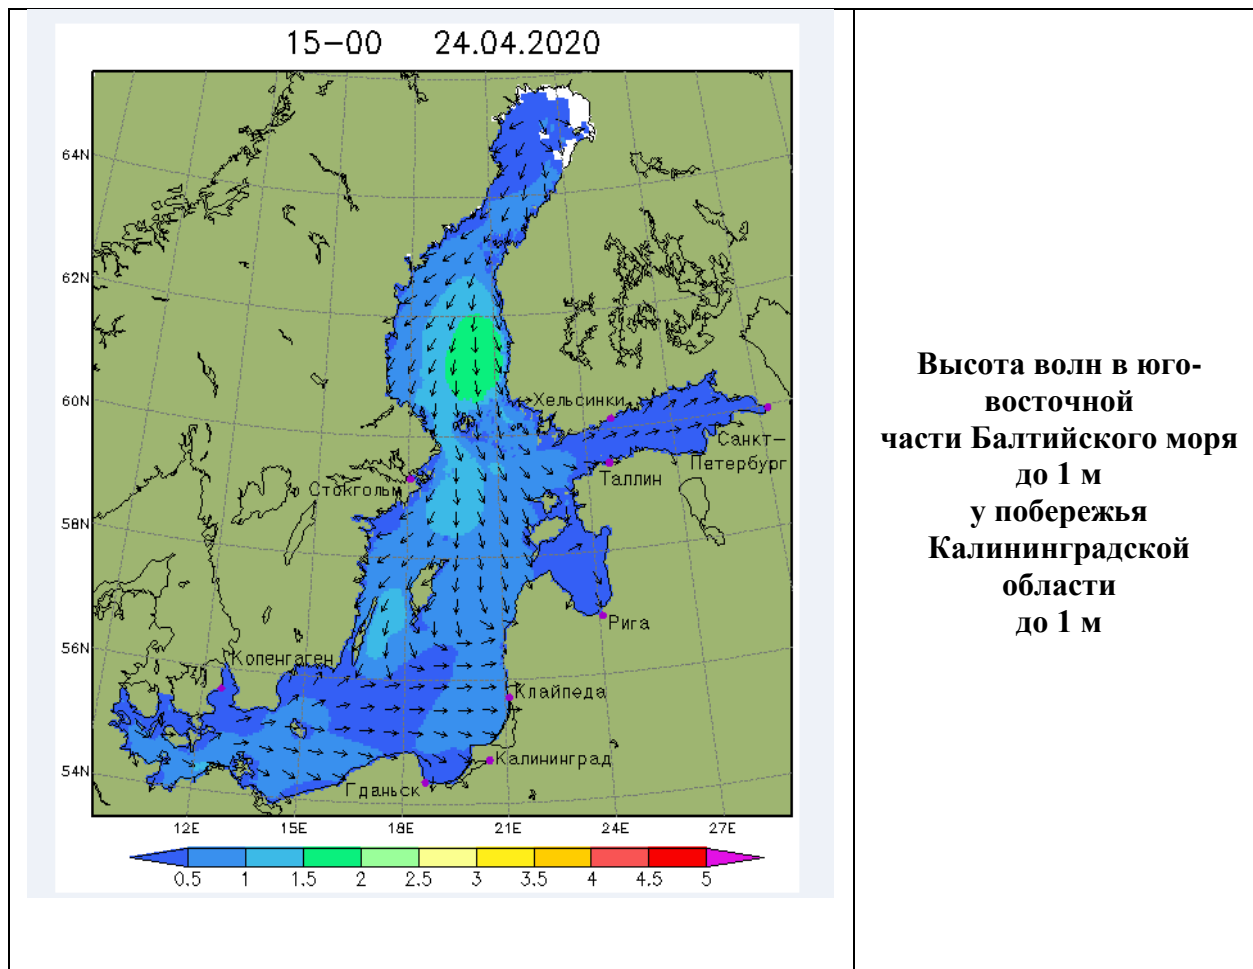 15-00 24.04.2020
64N
62N
60N
58N
56N
54N
Хельсинки
Санкт-
Петербург
Таллин
Стокгольм
Рига
Копенгаген
Клайпеда
Калининград
Гданьск
12E 15E 18E 21E 24E 27E
0.5 1 1.5 2 2.5 3 3.5 4 4.5 5
Высота волн в юго-
восточной
части Балтийского моря
до 1 м
у побережья
Калининградской
области
до 1 м